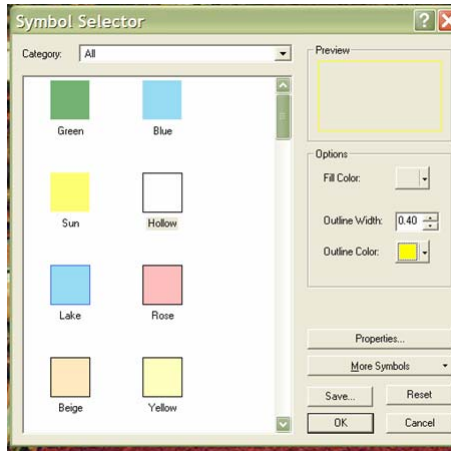 Symbol Selector
Category: All
Green Blue
Sun Hollow
Lake Rose
Beige Yellow
Preview
Options
Fill Color:
Outline Width: 0.40
Outline Color:
Properties...
More Symbols
Save... Reset
OK Cancel